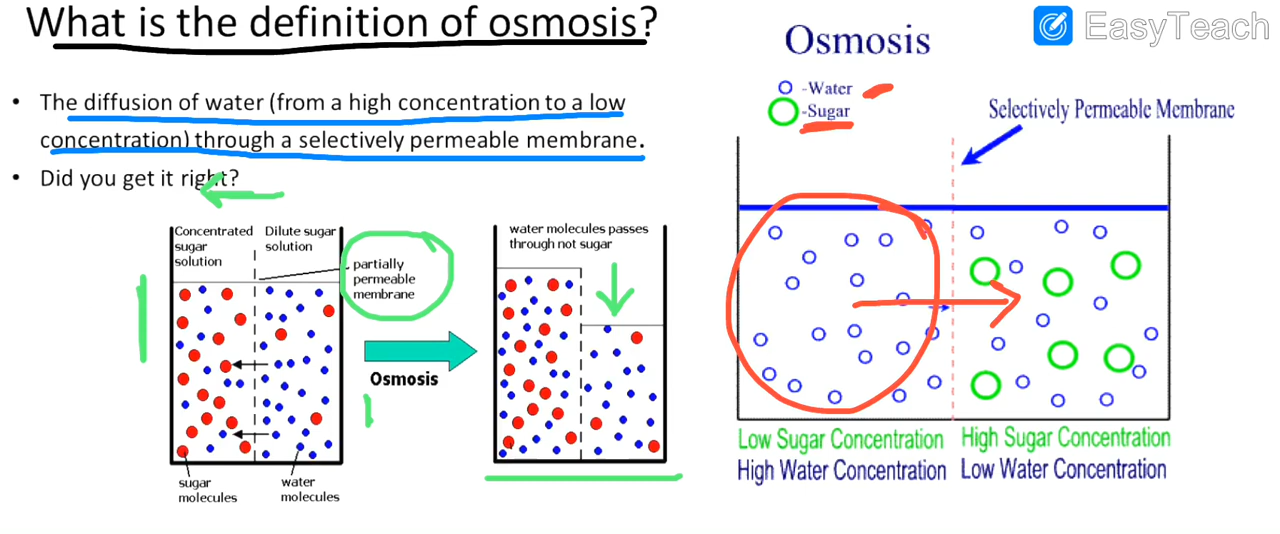 What is the definition of osmosis?
EasyTeach
• The diffusion of water (from a high concentration to a low
concentration) through a selectively permeable membrane.
• Did you get it right?
Concentrated
sugar
solution
Dilute sugar
solution
partially
permeable
membrane
sugar
molecules
water
molecules
Osmosis
water molecules passes
through not sugar
Osmosis
-Water
-Sugar
Selectively Permeable Membrane
Low Sugar Concentration
High Water Concentration
High Sugar Concentration
Low Water Concentration